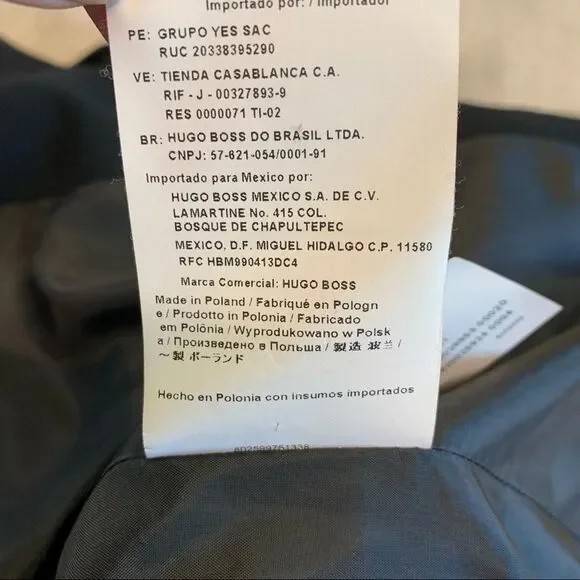 Importado por: / Importador
PE: GRUPO YES SAC
RUC 20338395290
VE: TIENDA CASABLANCA C.A.
RIF - J - 00327893-9
RES 0000071 TI-02
BR: HUGO BOSS DO BRASIL LTDA.
CNPJ: 57-621-054/0001-91
Importado para Mexico por:
HUGO BOSS MEXICO S.A. DE C.V.
LAMARTINE No. 415 COL.
BOSQUE DE CHAPULTEPEC
MEXICO, D.F. MIGUEL HIDALGO C.P. 11580
RFC HBM990413DC4
Marca Comercial: HUGO BOSS
Made in Poland / Fabriqué en Pologn
e / Prodotto in Polonia / Fabricado
em Polônia / Wyprodukowano w Polsk
a / Произведено в Польша / 製造 波兰 /
～製 ポーランド
Hecho en Polonia con insumos importados